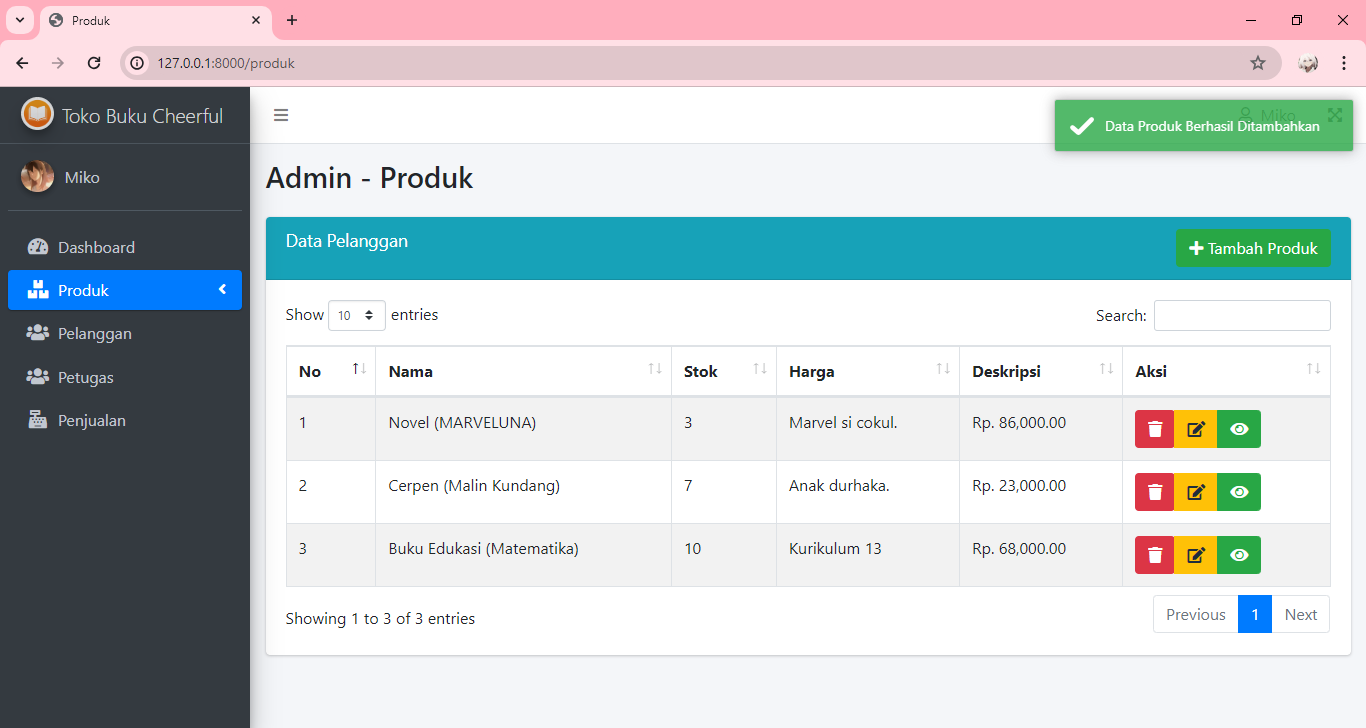 Produk
127.0.0.1:8000/produk
Toko Buku Cheerful
Miko
Dashboard
Produk
Pelanggan
Petugas
Penjualan
Miko
Data Produk Berhasil Ditambahkan
Admin - Produk
Data Pelanggan
Tambah Produk
Show 10 entries
Search:
No Nama Stok Harga Deskripsi Aksi
1 Novel (MARVELUNA) 3 Marvel si cokul. Rp. 86,000.00
2 Cerpen (Malin Kundang) 7 Anak durhaka. Rp. 23,000.00
3 Buku Edukasi (Matematika) 10 Kurikulum 13 Rp. 68,000.00
Showing 1 to 3 of 3 entries
Previous 1 Next